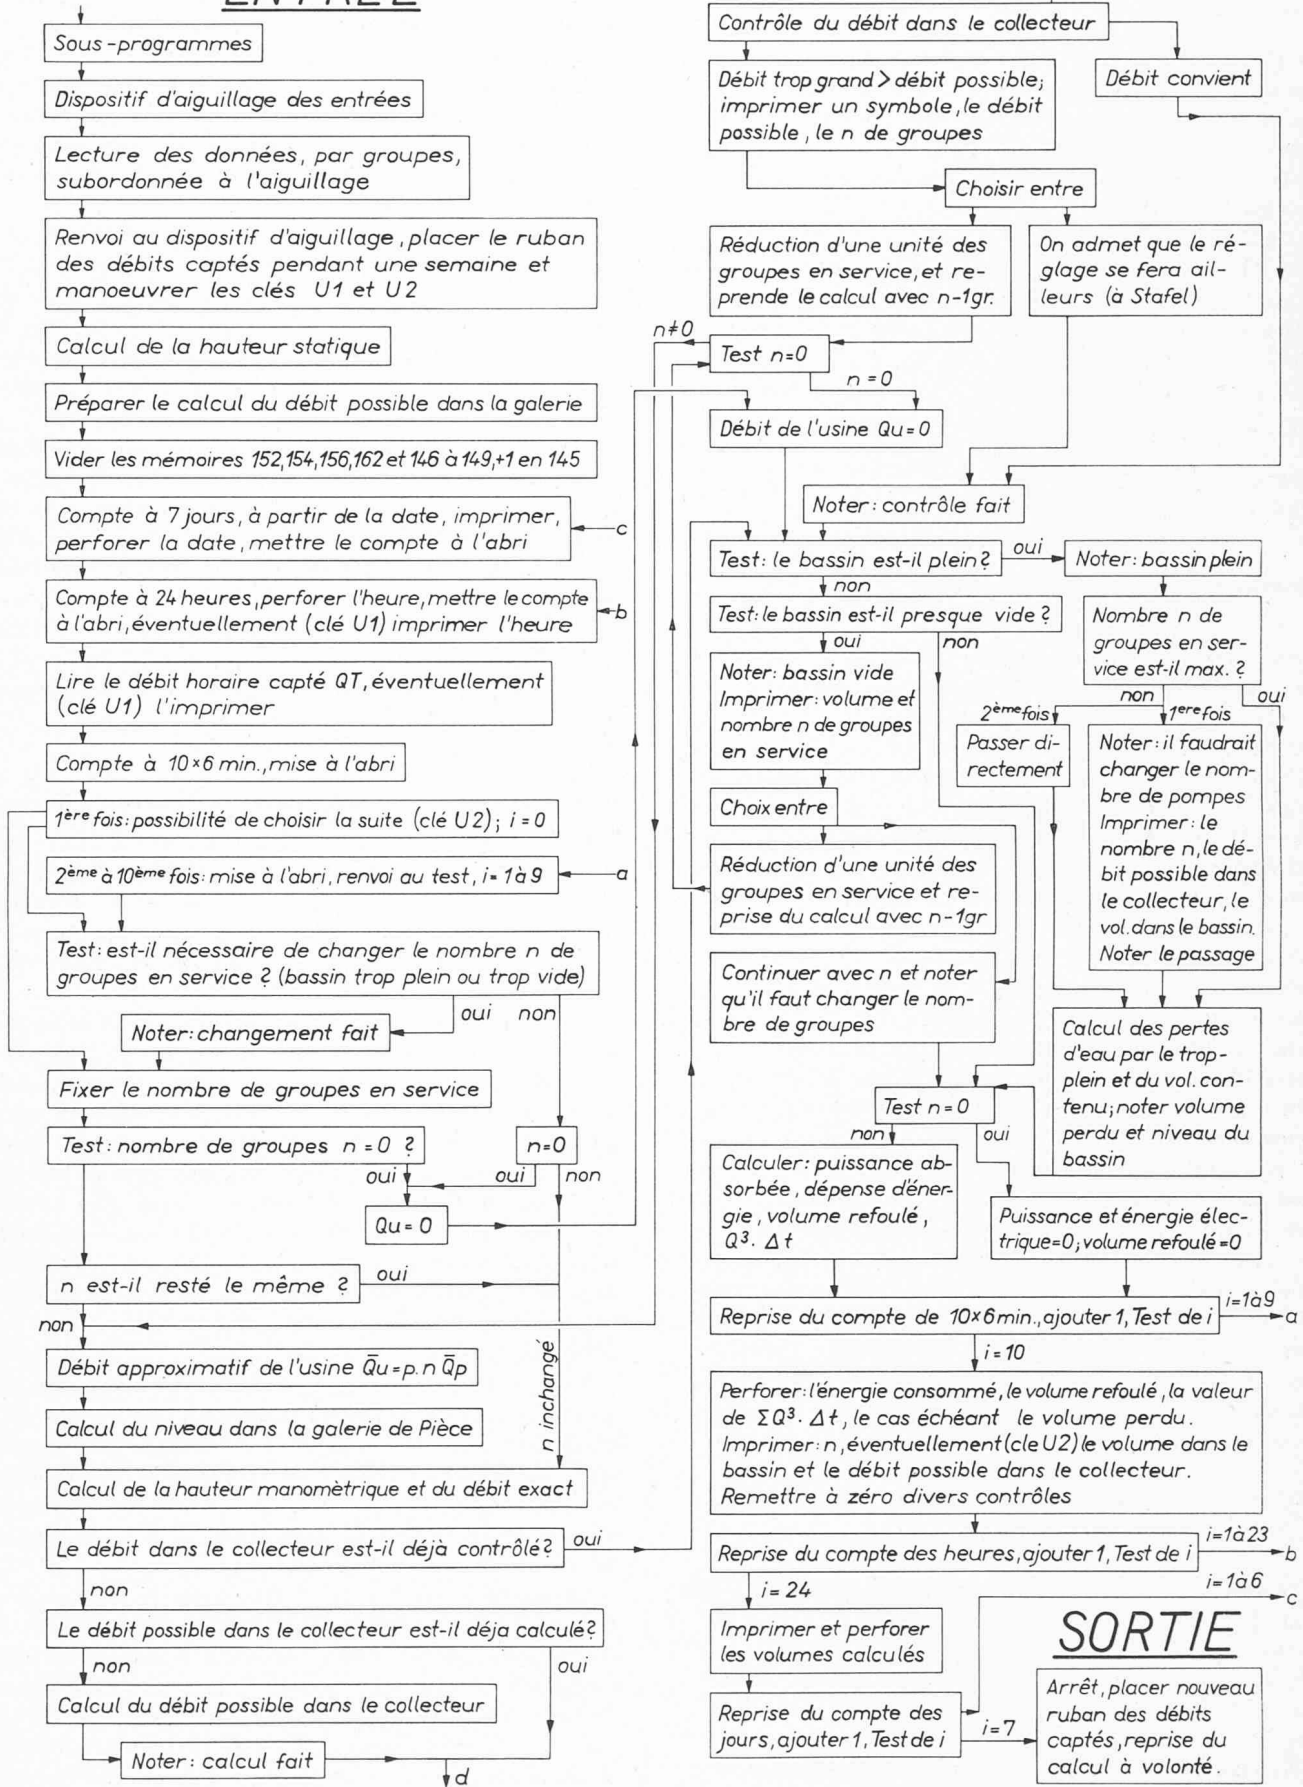 ENTRÉE
Sous-programmes
Dispositif d'aiguillage des entrées
Lecture des données, par groupes,
subordonnée à l'aiguillage
Renvoi au dispositif d'aiguillage, placer le ruban
des débits captés pendant une semaine et
manoeuvrer les clés U1 et U2
Calcul de la hauteur statique
Préparer le calcul du débit possible dans la galerie
Vider les mémoires 152,154,156,162 et 146 à 149,+1 en 145
Compte à 7 jours, à partir de la date, imprimer,
perforer la date, mettre le compte à l'abri
c
Compte à 24 heures, perforer l'heure, mettre le compte
à l'abri, éventuellement (clé U1) imprimer l'heure
b
Lire le débit horaire capté QT, éventuellement
(clé U1) l'imprimer
Compte à 10×6 min., mise à l'abri
1ère fois: possibilité de choisir la suite (clé U2); i = 0
2ème à 10ème fois: mise à l'abri, renvoi au test, i = 1 à 9
a
Test: est-il nécessaire de changer le nombre n de
groupes en service ? (bassin trop plein ou trop vide)
oui non
Noter: changement fait
Fixer le nombre de groupes en service
Test: nombre de groupes n = 0 ?
n=0
oui oui non
Qu = 0
n est-il resté le même ?
oui
non
Débit approximatif de l'usine Q̄u = p.n Q̄p
n inchangé
Calcul du niveau dans la galerie de Pièce
Calcul de la hauteur manomètrique et du débit exact
Le débit dans le collecteur est-il déjà contrôlé?
oui
non
Le débit possible dans le collecteur est-il déja calculé?
non
oui
Calcul du débit possible dans le collecteur
Noter: calcul fait
d
Contrôle du débit dans le collecteur
Débit trop grand > débit possible;
imprimer un symbole, le débit
possible, le n de groupes
Débit convient
Choisir entre
Réduction d'une unité des
groupes en service, et re-
prende le calcul avec n-1gr.
On admet que le ré-
glage se fera ail-
leurs (à Stafel)
n≠0
Test n=0
n = 0
Débit de l'usine Qu = 0
Noter: contrôle fait
Test: le bassin est-il plein?
oui
Noter: bassin plein
non
Test: le bassin est-il presque vide ?
oui
non
Nombre n de
groupes en ser-
vice est-il max. ?
non
oui
Noter: bassin vide
Imprimer: volume et
nombre n de groupes
en service
2ème fois
1ere fois
Passer di-
rectement
Noter: il faudrait
changer le nom-
bre de pompes
Imprimer: le
nombre n, le dé-
bit possible dans
le collecteur, le
vol. dans le bassin.
Noter le passage
Choix entre
Réduction d'une unité des
groupes en service et re-
prise du calcul avec n-1gr
Continuer avec n et noter
qu'il faut changer le nom-
bre de groupes
Calcul des pertes
d'eau par le trop-
plein et du vol. con-
tenu; noter volume
perdu et niveau du
bassin
Test n=0
non
oui
Calculer: puissance ab-
sorbée, dépense d'éner-
gie, volume refoulé,
Q³. Δt
Puissance et énergie élec-
trique=0; volume refoulé=0
Reprise du compte de 10×6 min., ajouter 1, Test de i
i=1à9
a
i = 10
Perforer: l'énergie consommé, le volume refoulé, la valeur
de ΣQ³. Δt, le cas échéant le volume perdu.
Imprimer: n, éventuellement (cle U2) le volume dans le
bassin et le débit possible dans le collecteur.
Remettre à zéro divers contrôles
Reprise du compte des heures, ajouter 1, Test de i
i=1à23
b
i = 24
i=1à6
c
Imprimer et perforer
les volumes calculés
SORTIE
Reprise du compte des
jours, ajouter 1, Test de i
i=7
Arrêt, placer nouveau
ruban des débits
captés, reprise du
calcul à volonté.